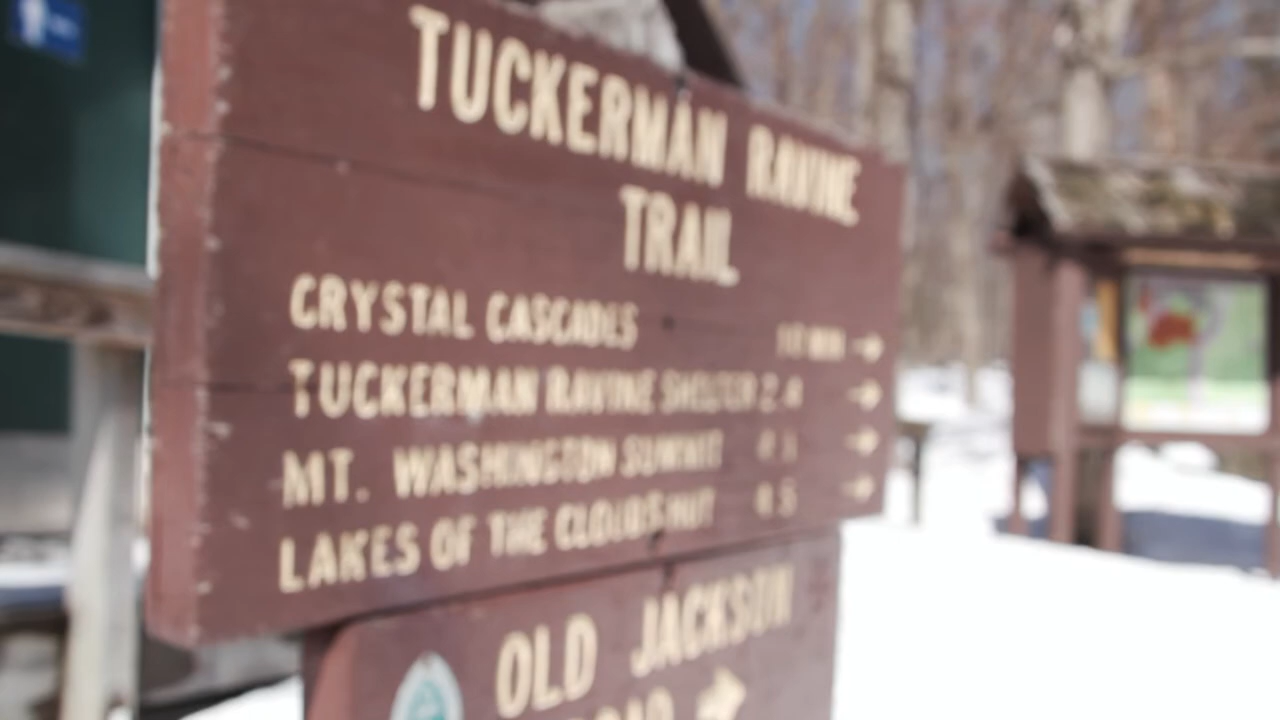 TUCKERMAN RAVINE
TRAIL
CRYSTAL CASCADES
TUCKERMAN RAVINE SHELTER 2.4
MT. WASHINGTON SUMMIT
LAKES OF THE CLOUDS HUT
OLD JACKSON